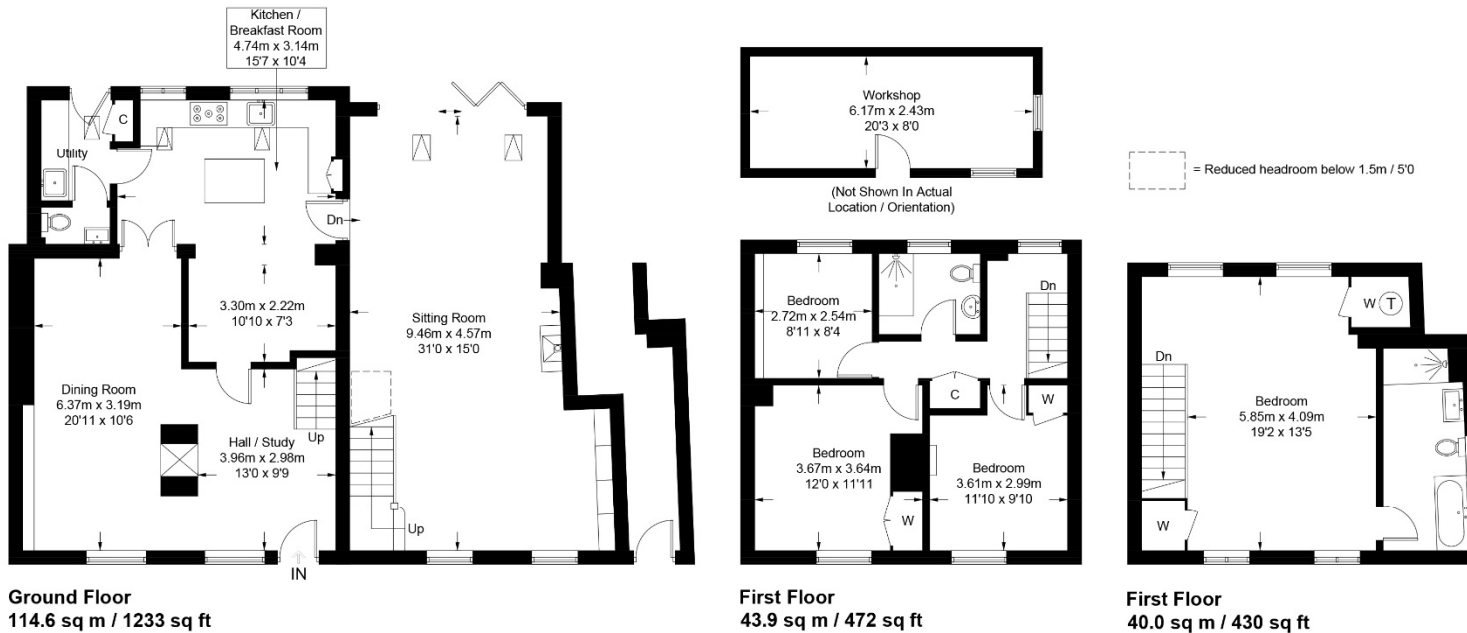 Kitchen /
Breakfast Room
4.74m x 3.14m
15'7 x 10'4
C
Utility
Dn
3.30m x 2.22m
10'10 x 7'3
Sitting Room
9.46m x 4.57m
31'0 x 15'0
Dining Room
6.37m x 3.19m
20'11 x 10'6
Up
Hall / Study
3.96m x 2.98m
13'0 x 9'9
Up
IN
Ground Floor
114.6 sq m / 1233 sq ft
Workshop
6.17m x 2.43m
20'3 x 8'0
(Not Shown In Actual
Location / Orientation)
Bedroom
2.72m x 2.54m
8'11 x 8'4
Dn
C
W
Bedroom
3.67m x 3.64m
12'0 x 11'11
Bedroom
3.61m x 2.99m
11'10 x 9'10
W
First Floor
43.9 sq m / 472 sq ft
= Reduced headroom below 1.5m / 5'0
W
T
Dn
Bedroom
5.85m x 4.09m
19'2 x 13'5
W
First Floor
40.0 sq m / 430 sq ft